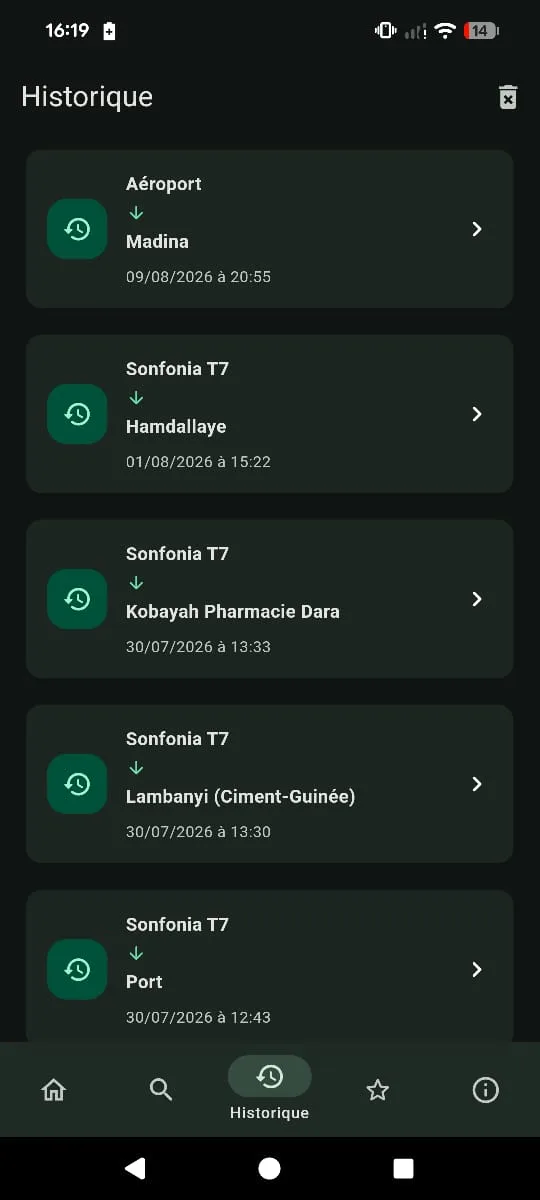 16:19
14
Historique
Aéroport
↓
Madina
09/08/2026 à 20:55
Sonfonia T7
↓
Hamdallaye
01/08/2026 à 15:22
Sonfonia T7
↓
Kobayah Pharmacie Dara
30/07/2026 à 13:33
Sonfonia T7
↓
Lambanyi (Ciment-Guinée)
30/07/2026 à 13:30
Sonfonia T7
↓
Port
30/07/2026 à 12:43
Historique